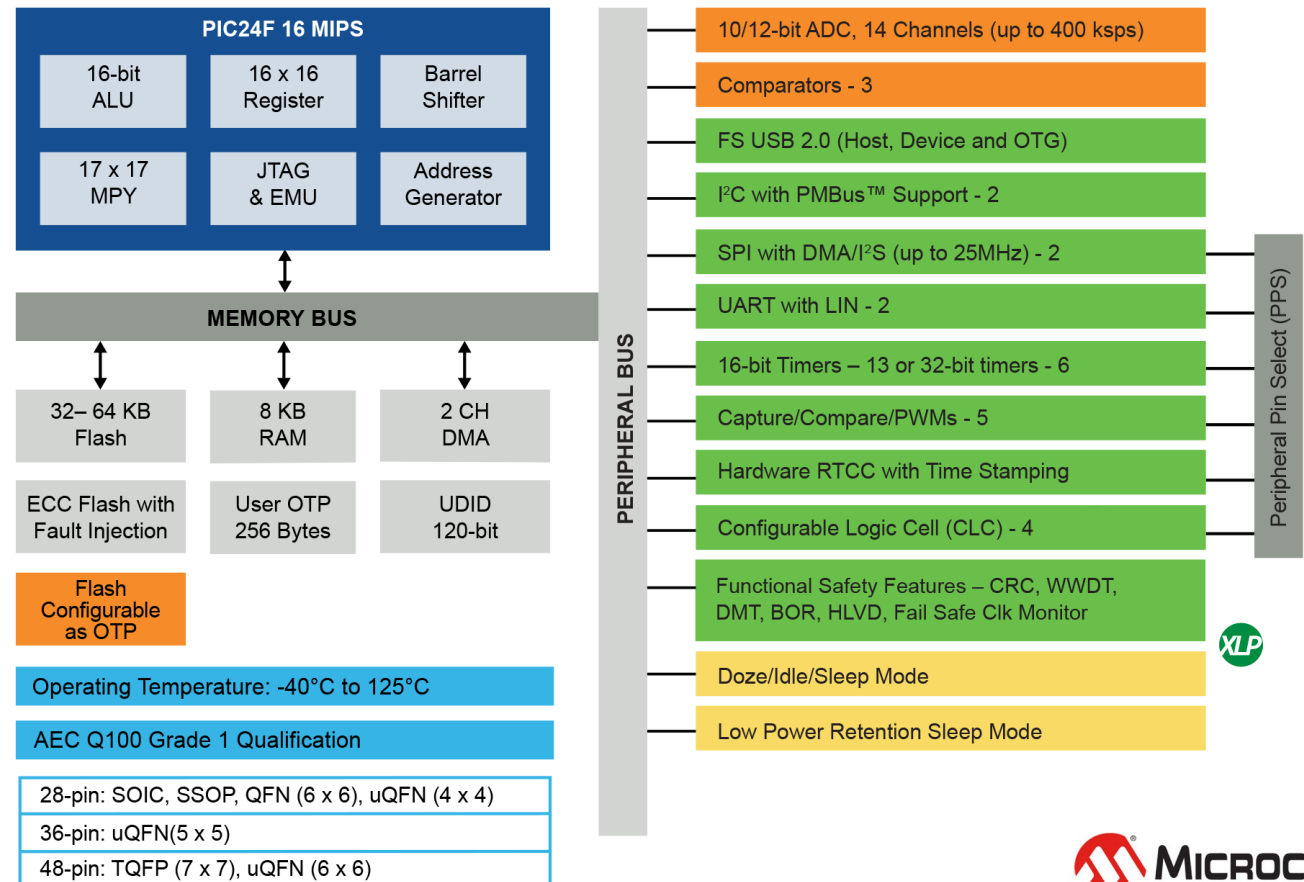 PIC24F 16 MIPS
16-bit
ALU
16 x 16
Register
Barrel
Shifter
17 x 17
MPY
JTAG
& EMU
Address
Generator
MEMORY BUS
32– 64 KB
Flash
8 KB
RAM
2 CH
DMA
ECC Flash with
Fault Injection
User OTP
256 Bytes
UDID
120-bit
Flash
Configurable
as OTP
Operating Temperature: -40°C to 125°C
AEC Q100 Grade 1 Qualification
28-pin: SOIC, SSOP, QFN (6 x 6), uQFN (4 x 4)
36-pin: uQFN(5 x 5)
48-pin: TQFP (7 x 7), uQFN (6 x 6)
PERIPHERAL BUS
10/12-bit ADC, 14 Channels (up to 400 ksps)
Comparators - 3
FS USB 2.0 (Host, Device and OTG)
I²C with PMBus™ Support - 2
SPI with DMA/I²S (up to 25MHz) - 2
UART with LIN - 2
16-bit Timers – 13 or 32-bit timers - 6
Capture/Compare/PWMs - 5
Hardware RTCC with Time Stamping
Configurable Logic Cell (CLC) - 4
Functional Safety Features – CRC, WWDT,
DMT, BOR, HLVD, Fail Safe Clk Monitor
Doze/Idle/Sleep Mode
Low Power Retention Sleep Mode
Peripheral Pin Select (PPS)
XLP
MICROC